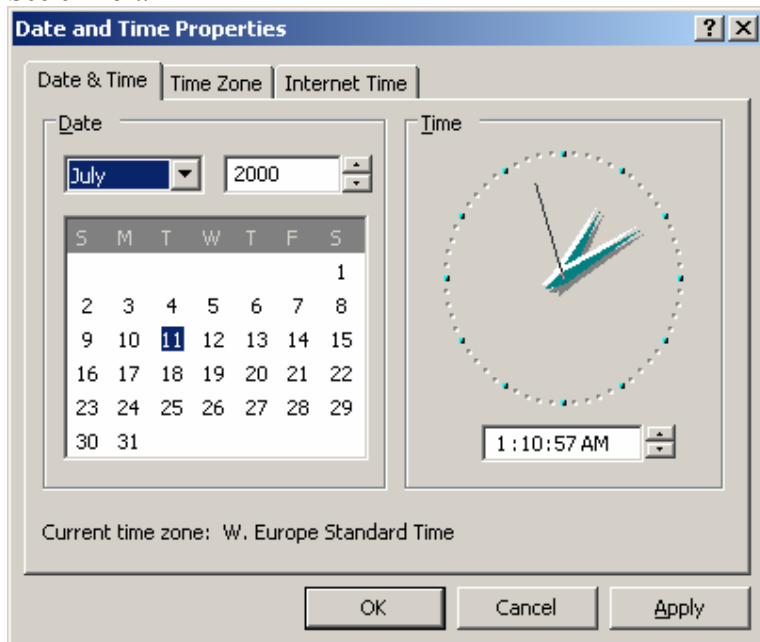 Date and Time Properties
Date & Time Time Zone Internet Time
Date
July 2000
S M T W T F S
1
2 3 4 5 6 7 8
9 10 11 12 13 14 15
16 17 18 19 20 21 22
23 24 25 26 27 28 29
30 31
Time
1:10:57 AM
Current time zone: W. Europe Standard Time
OK Cancel Apply